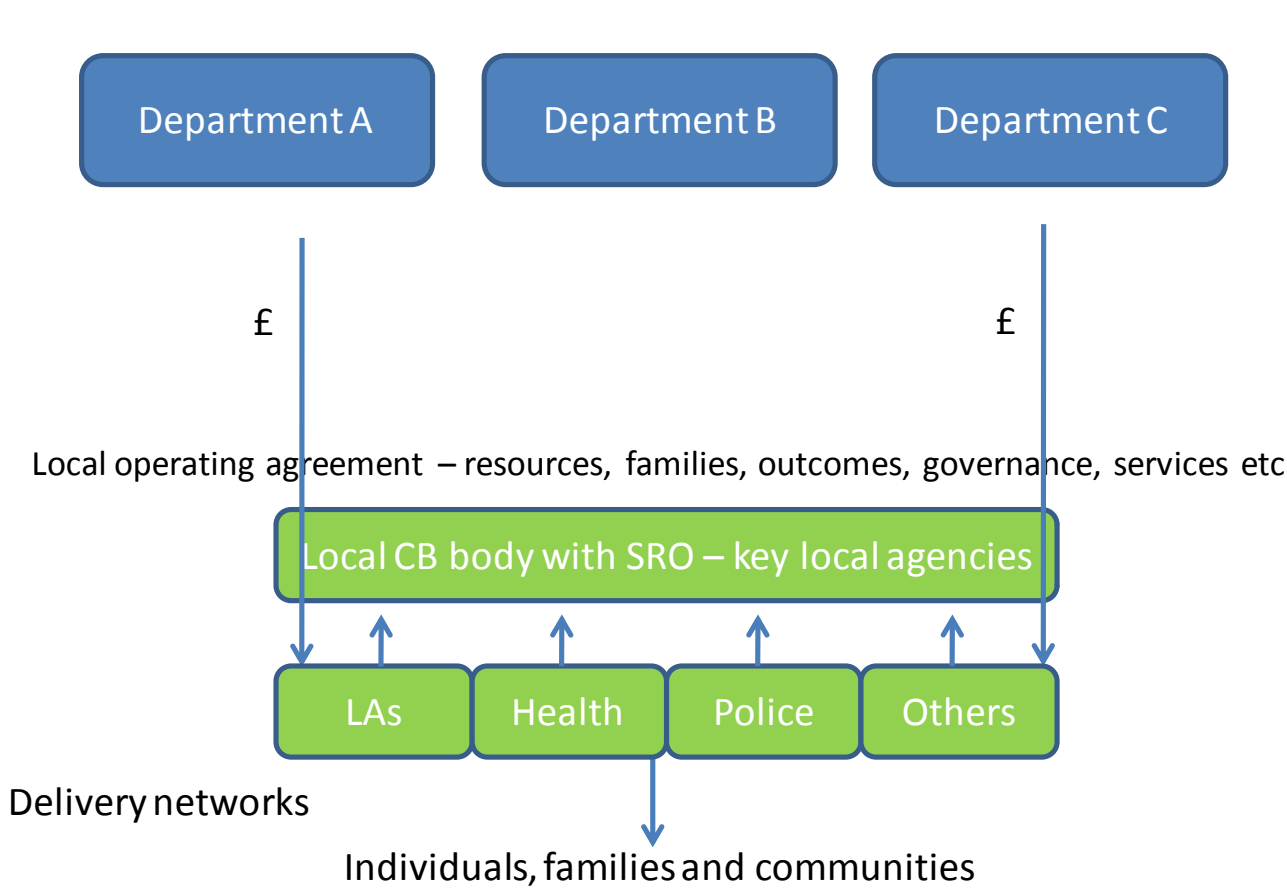 Department A
Department B
Department C
£
£
Local operating agreement – resources, families, outcomes, governance, services etc
Local CB body with SRO – key local agencies
LAs
Health
Police
Others
Delivery networks
Individuals, families and communities